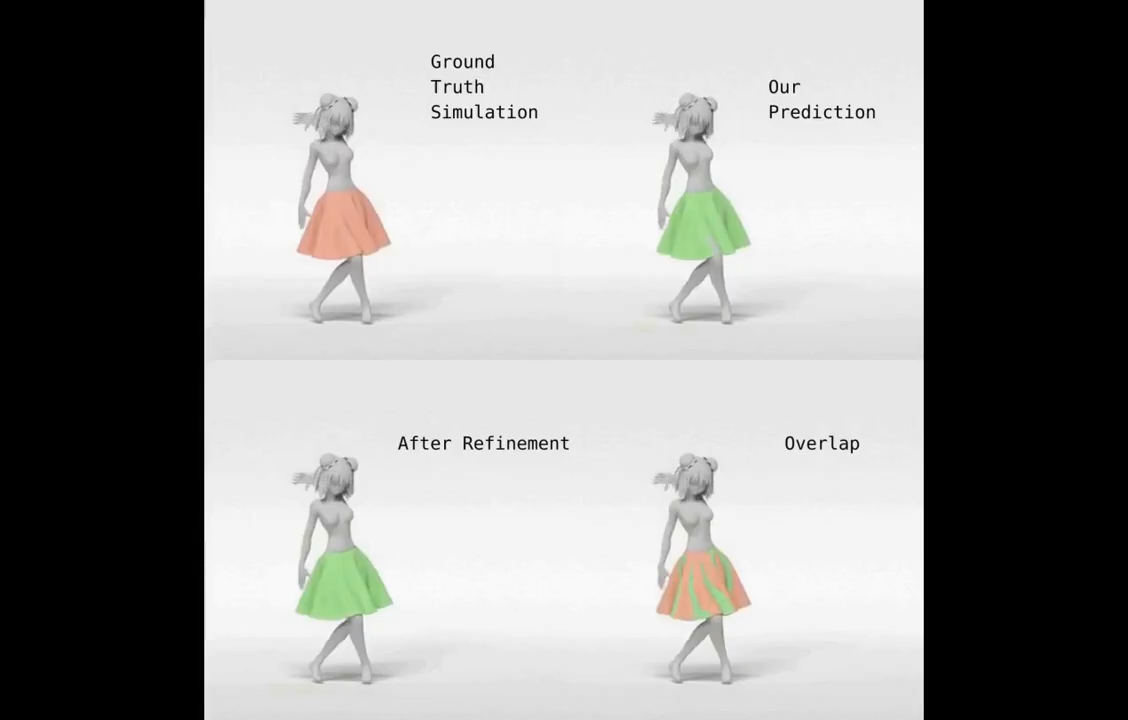 Ground
Truth
Simulation
Our
Prediction
After Refinement
Overlap